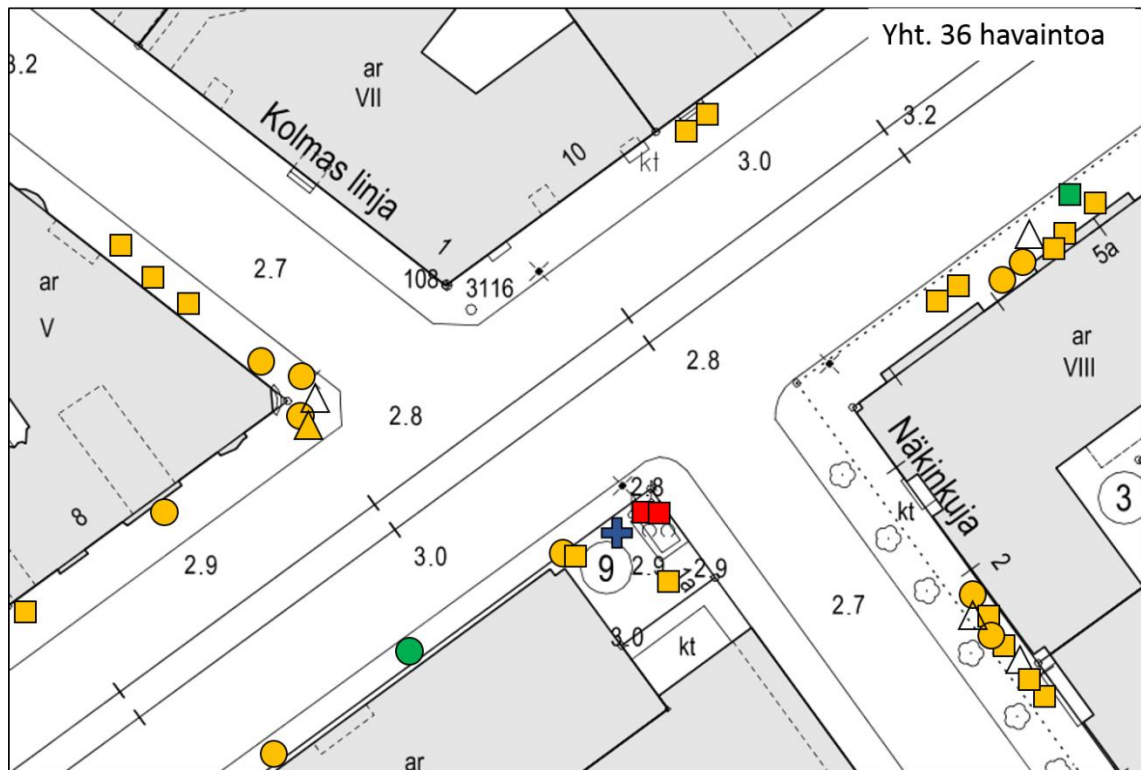 Yht. 36 havaintoa
3.2
ar
VII
Kolmas linja
10
kt
3.0
3.2
1
108
3116
2.7
ar
V
5a
ar
VIII
2.8
2.8
Näkinkuja
kt
3
8
2.9
3.0
2.8
9
2.9
1a
2.9
2
2.7
3.0
kt
ar